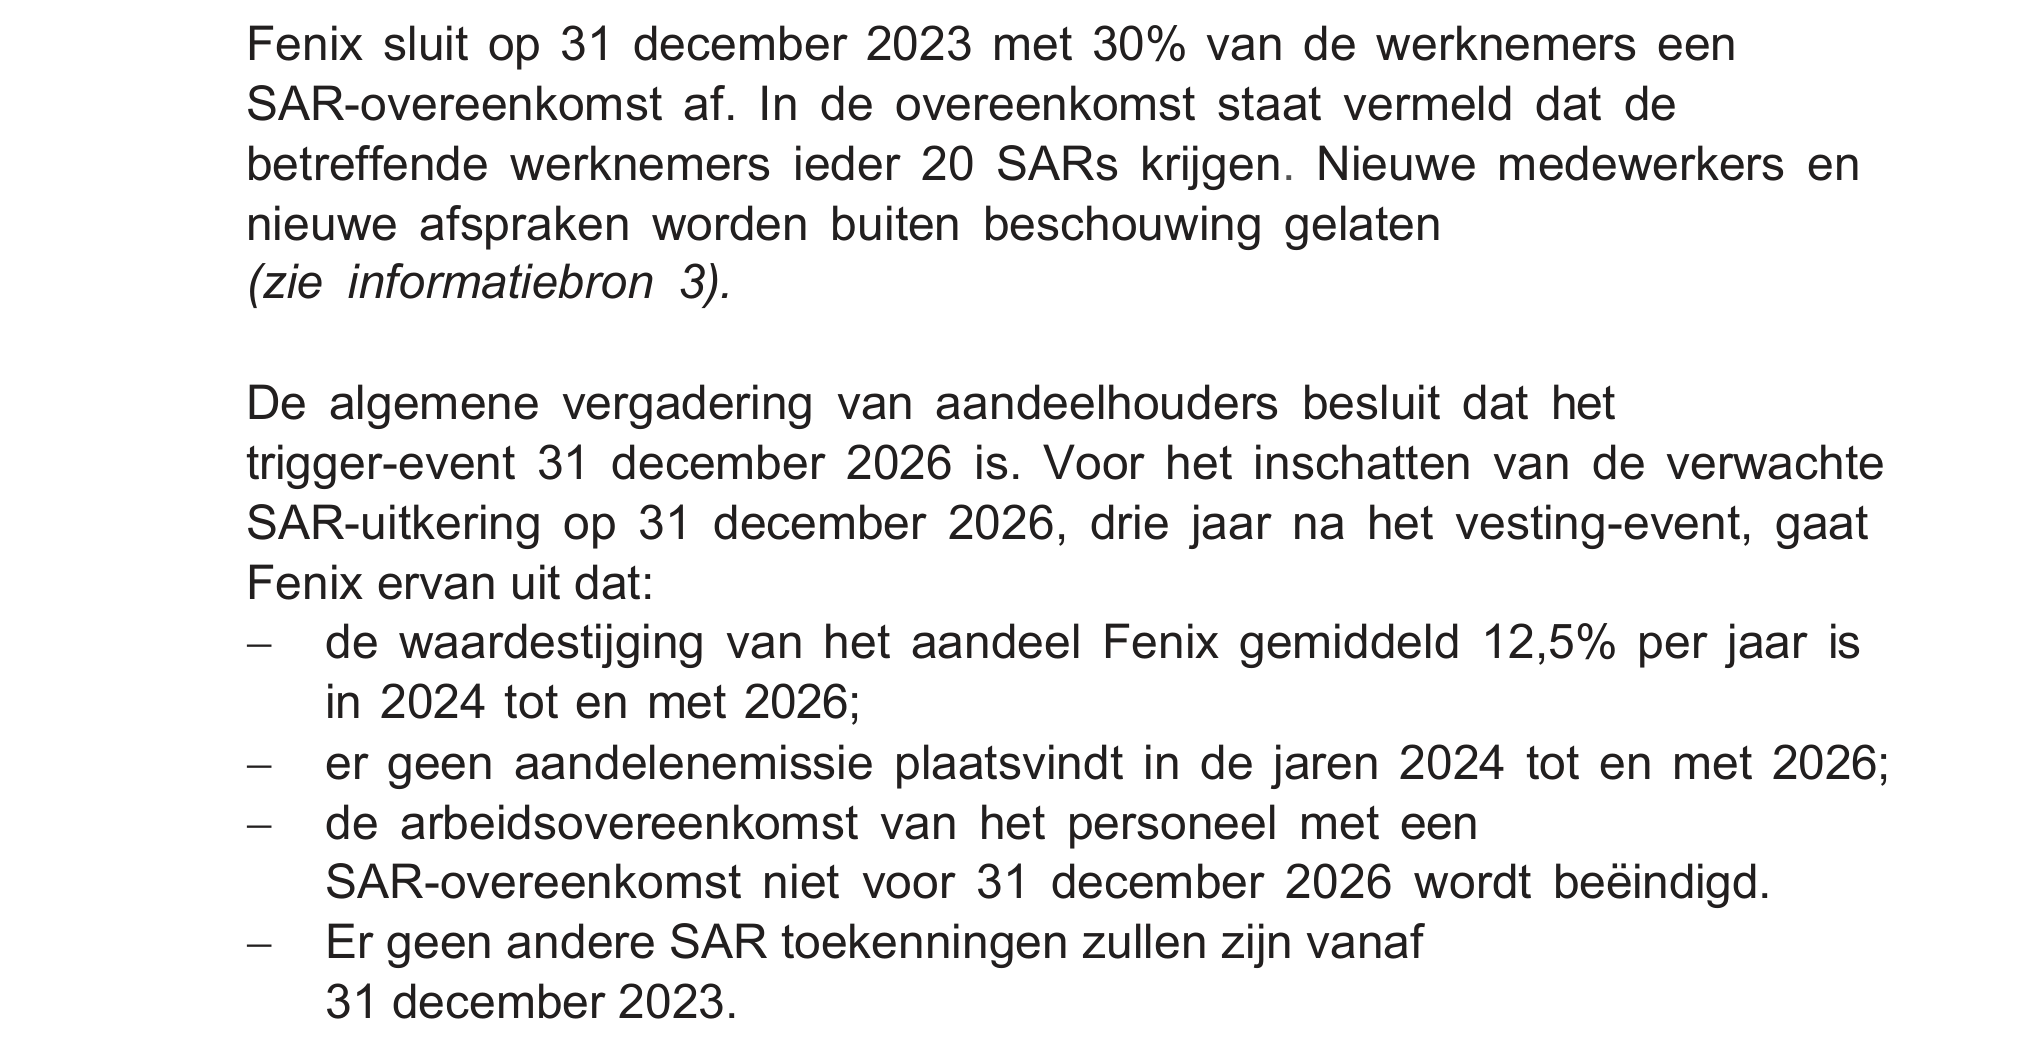 Fenix sluit op 31 december 2023 met 30% van de werknemers een
SAR-overeenkomst af. In de overeenkomst staat vermeld dat de
betreffende werknemers ieder 20 SARs krijgen. Nieuwe medewerkers en
nieuwe afspraken worden buiten beschouwing gelaten
(zie informatiebron 3).
De algemene vergadering van aandeelhouders besluit dat het
trigger-event 31 december 2026 is. Voor het inschatten van de verwachte
SAR-uitkering op 31 december 2026, drie jaar na het vesting-event, gaat
Fenix ervan uit dat:
– de waardestijging van het aandeel Fenix gemiddeld 12,5% per jaar is
in 2024 tot en met 2026;
– er geen aandelenemissie plaatsvindt in de jaren 2024 tot en met 2026;
– de arbeidsovereenkomst van het personeel met een
SAR-overeenkomst niet voor 31 december 2026 wordt beëindigd.
– Er geen andere SAR toekenningen zullen zijn vanaf
31 december 2023.